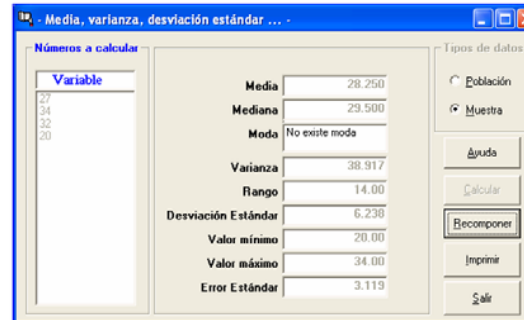 - Media, varianza, desviación estándar ... -
Números a calcular
Variable
27
34
32
20
Media 28.250
Mediana 29.500
Moda No existe moda
Varianza 38.917
Rango 14.00
Desviación Estándar 6.238
Valor mínimo 20.00
Valor máximo 34.00
Error Estándar 3.119
Tipos de datos
Población
Muestra
Ayuda
Calcular
Recomponer
Imprimir
Salir